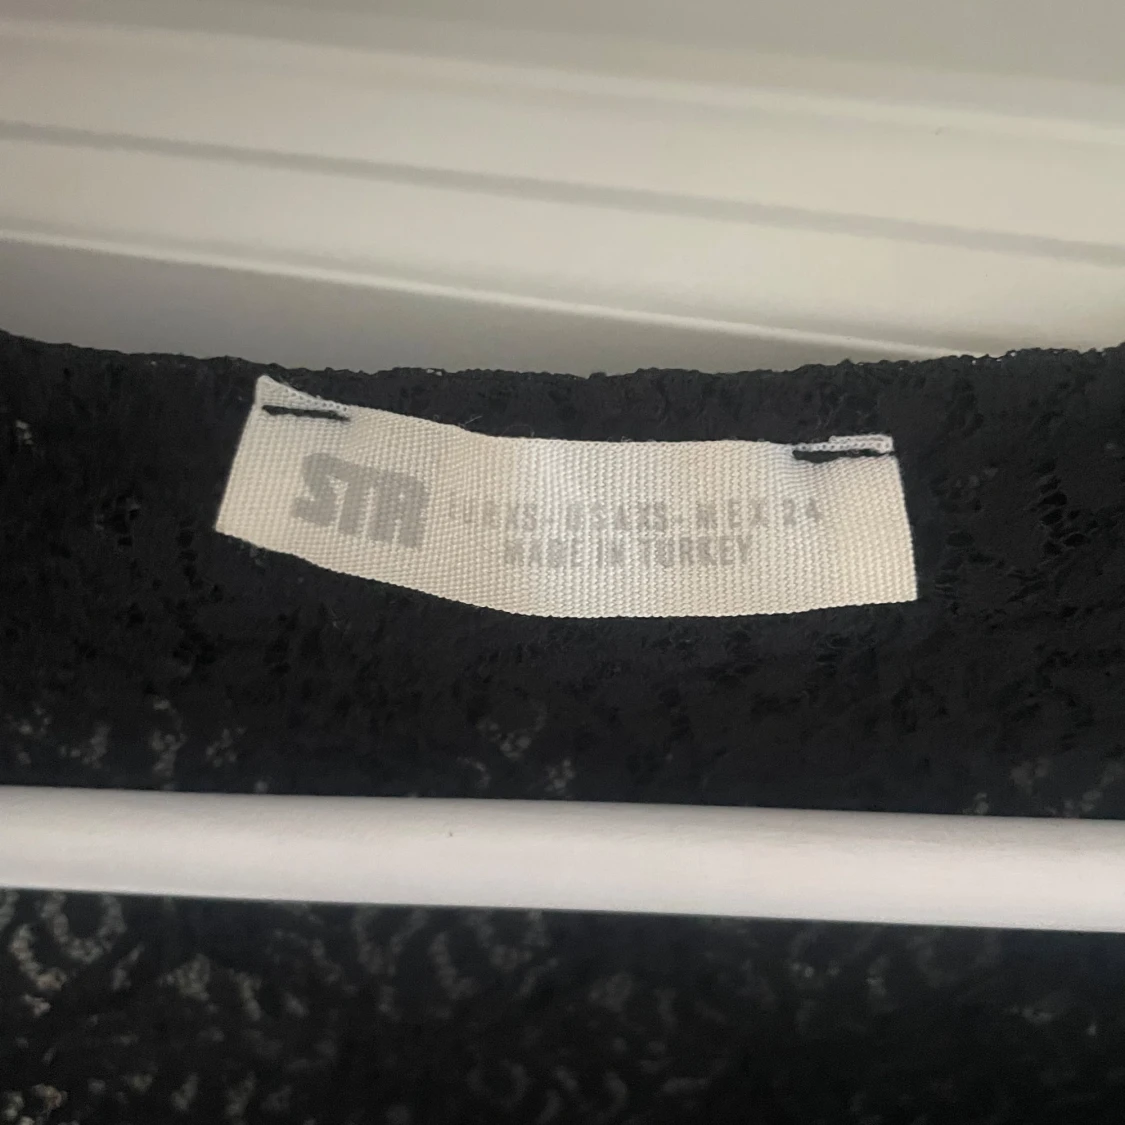 STR
EUR XS - USA XS - MEX 24
MADE IN TURKEY